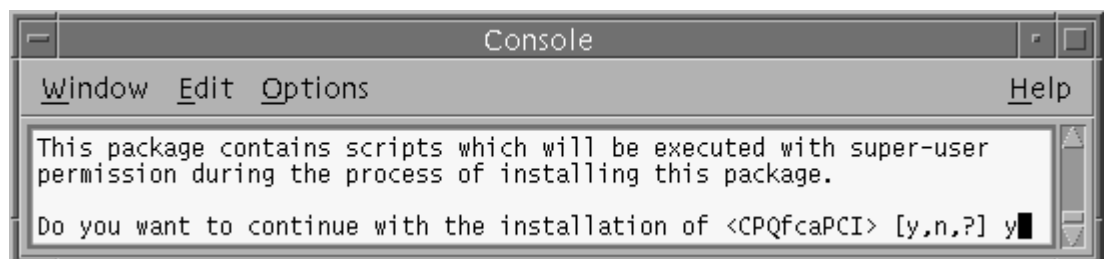 Console
Window Edit Options Help
This package contains scripts which will be executed with super-user
permission during the process of installing this package.
Do you want to continue with the installation of <CPQfcaPCI> [y,n,?] y